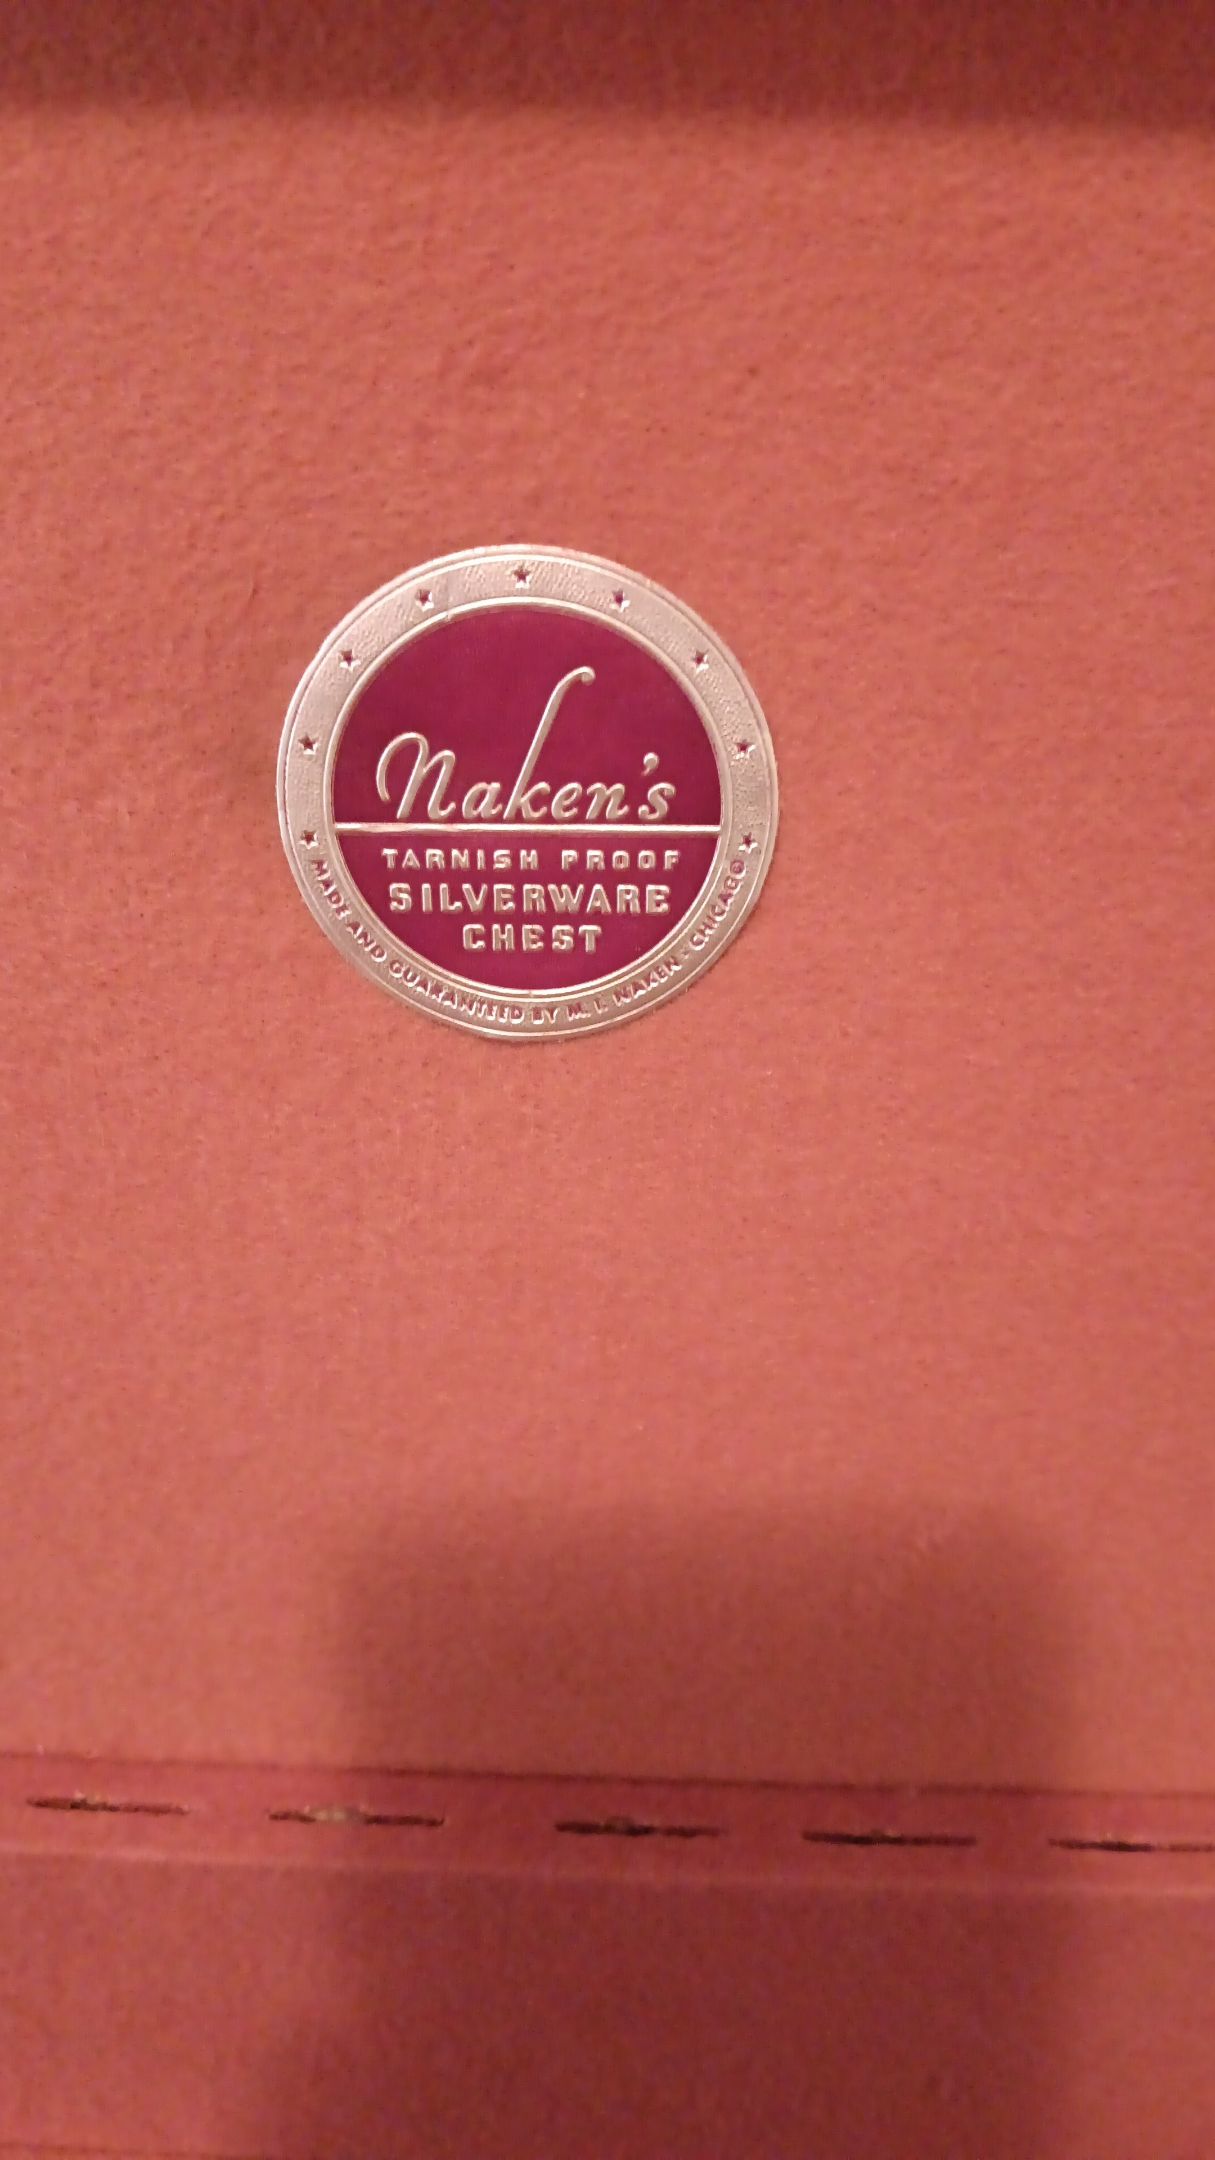 Naken's
TARNISH PROOF
SILVERWARE
CHEST
MADE AND GUARANTEED BY M. I. NAKEN - CHICAGO